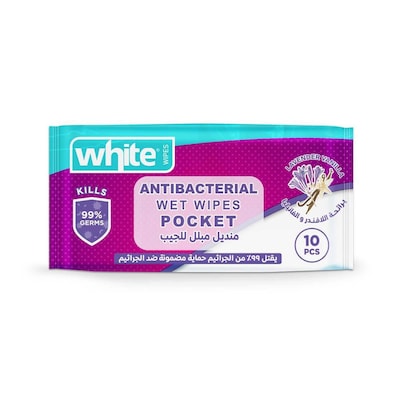 white
WIPES
KILLS
99%
GERMS
ANTIBACTERIAL
WET WIPES
POCKET
منديل مبلل للجيب
LAVENDER VANILLA
برائحة اللافندر و الفانيليا
10
PCS
يقتل ٩٩٪ من الجراثيم حماية مضمونة ضد الجراثيم